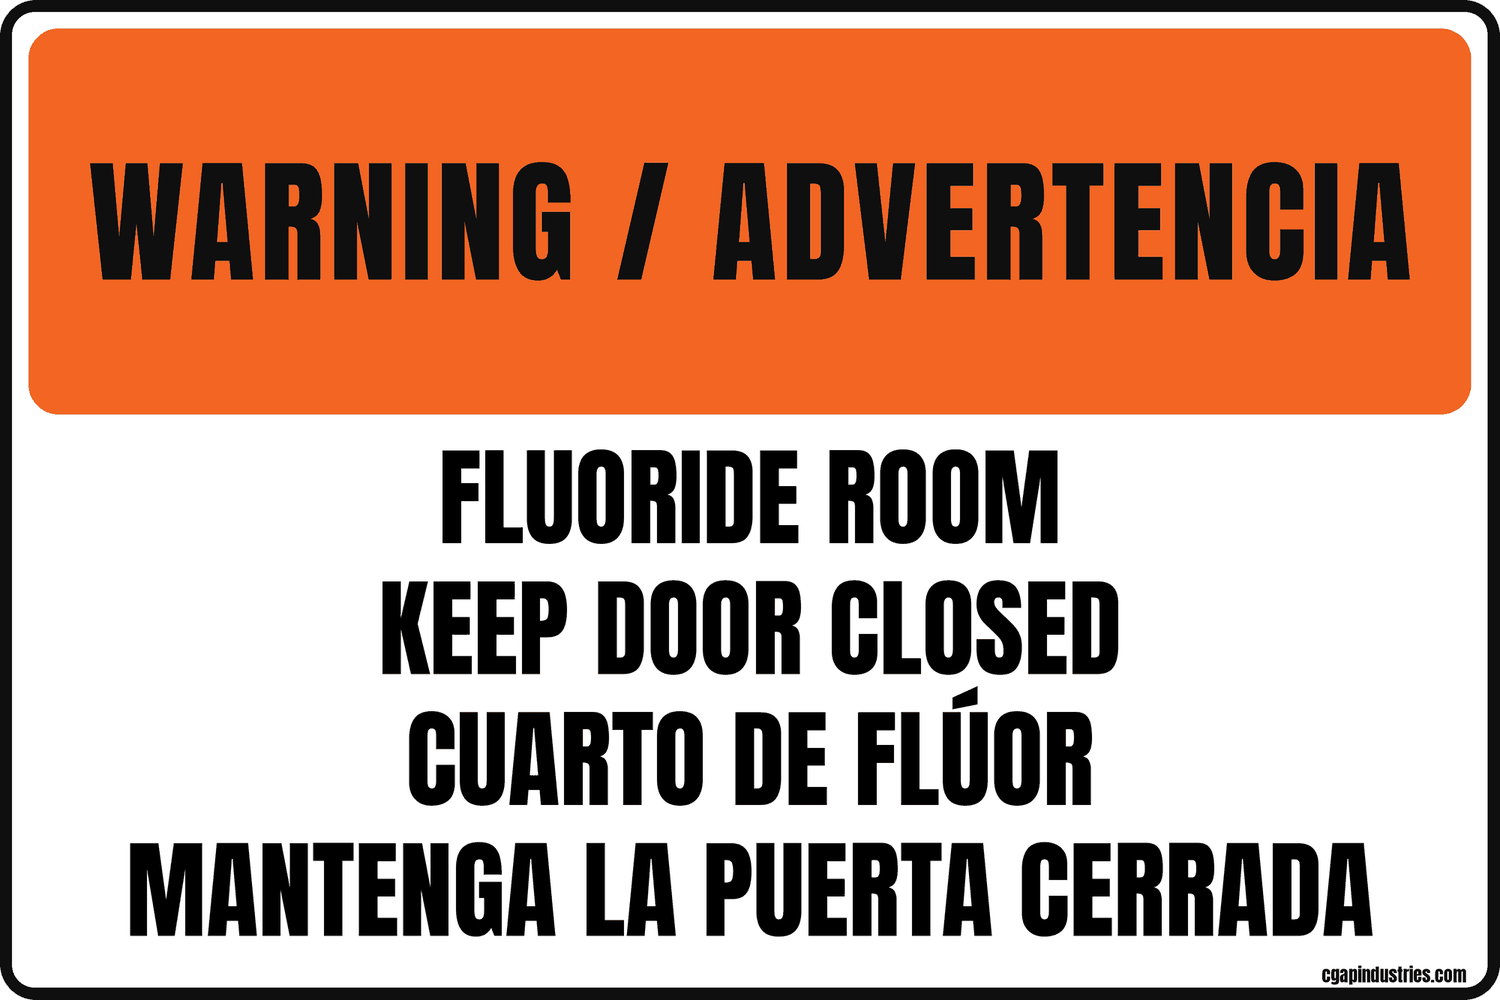 WARNING / ADVERTENCIA
FLUORIDE ROOM
KEEP DOOR CLOSED
CUARTO DE FLÚOR
MANTENGA LA PUERTA CERRADA
cgapindustries.com